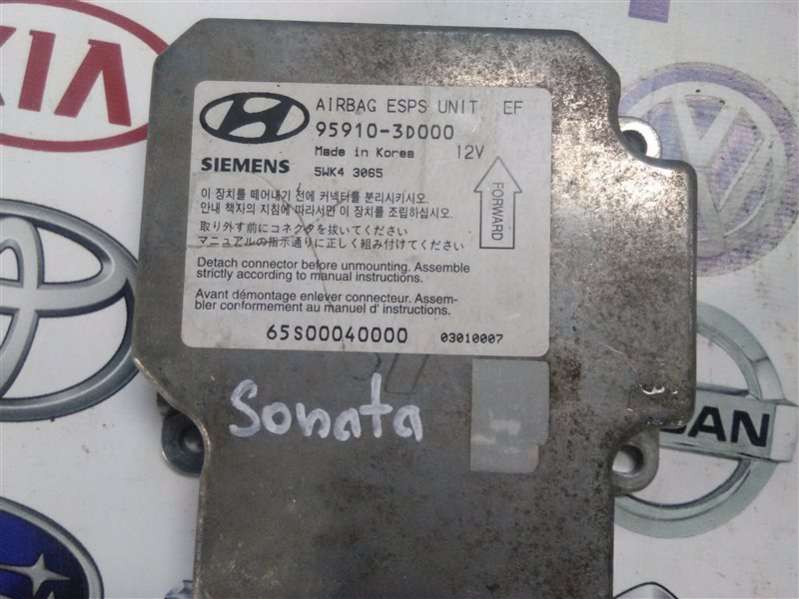 KIA
AIRBAG ESPS UNIT EF
95910-3D000
Made in Korea 12V
SIEMENS 5WK4 3065
FORWARD
이 장치를 떼어내기 전에 커넥터를 분리시키시오.
안내 책자의 지침에 따라서면 이 장치를 조립하십시오.
取り外す前にコネクタを抜いてください
マニュアルの指示通りに正しく組み付けてください
Detach connector before unmounting. Assemble
strictly according to manual instructions.
Avant démontage enlever connecteur. Assem-
bler conformement au manuel d' instructions.
65S00040000 03010007
Sonata